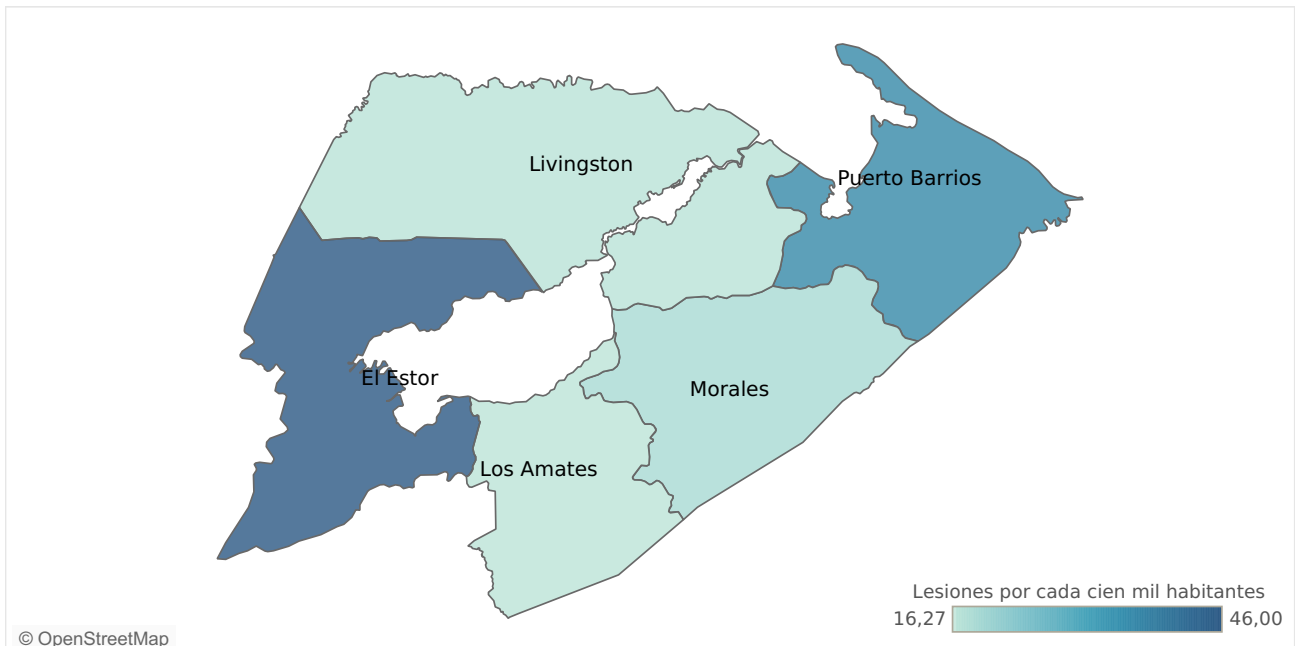 Livingston
Puerto Barrios
El Estor
Morales
Los Amates
Lesiones por cada cien mil habitantes
16,27 46,00
© OpenStreetMap